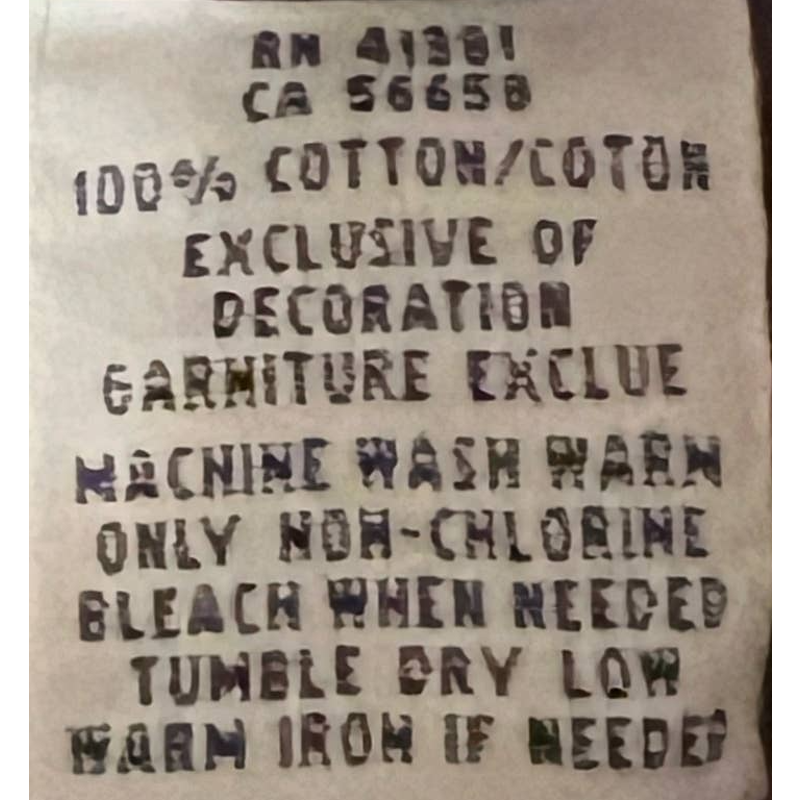 RN 41381
CA 56658
100% COTTON/COTON
EXCLUSIVE OF
DECORATION
GARNITURE EXCLUE
MACHINE WASH WARM
ONLY NON-CHLORINE
BLEACH WHEN NEEDED
TUMBLE DRY LOW
WARM IRON IF NEEDED